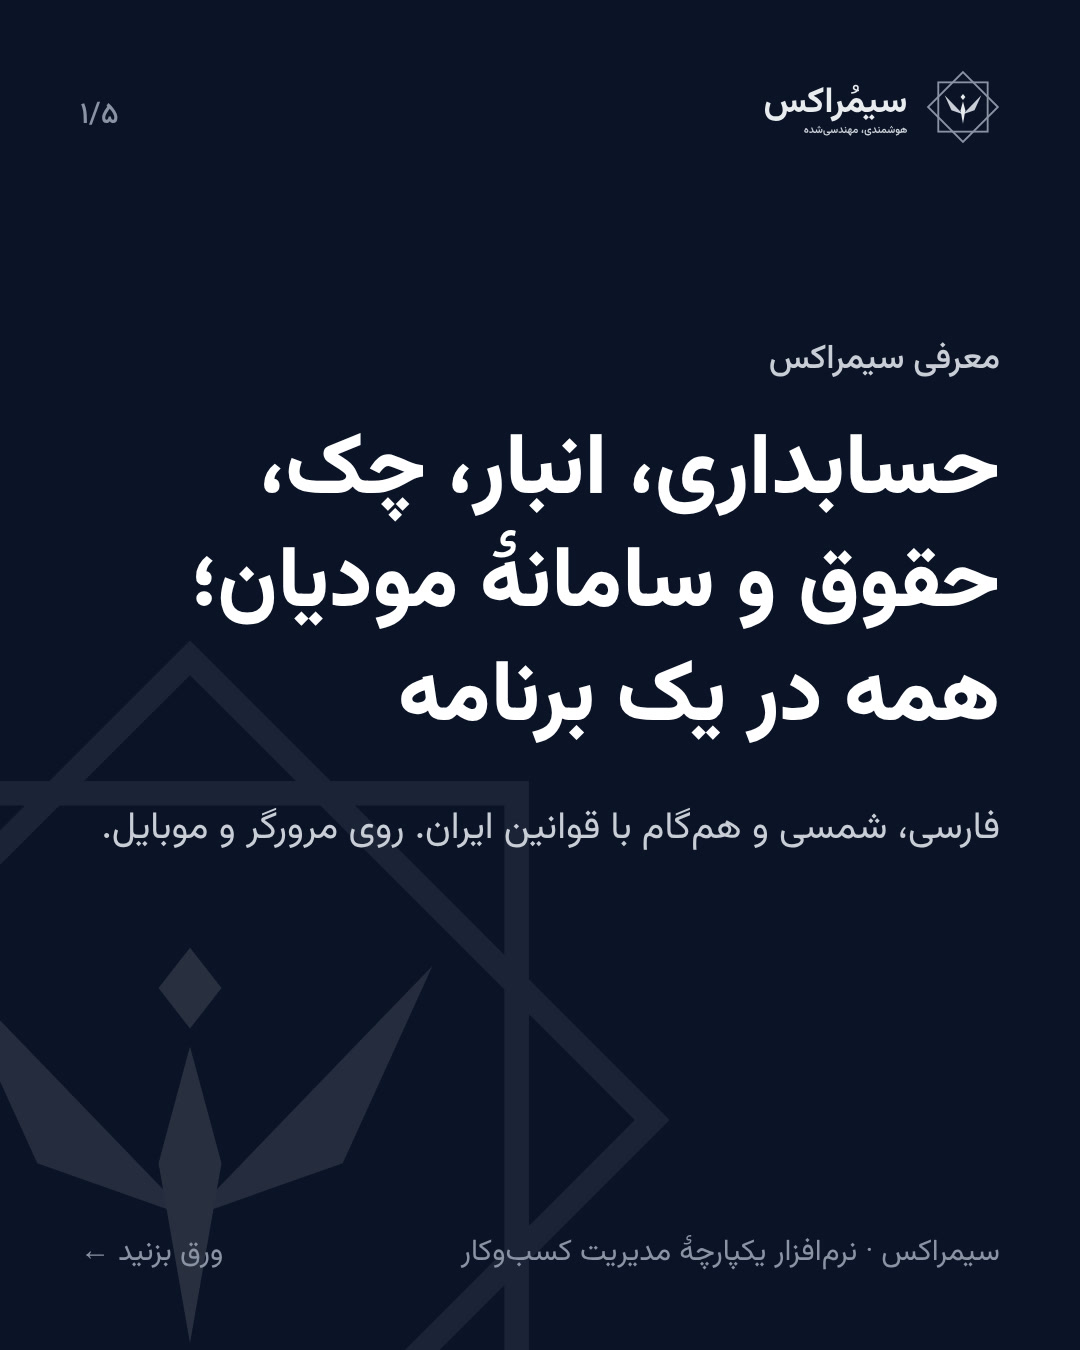 سیمُراکس
هوشمندی، مهندسی‌شده
۱/۵
معرفی سیمراکس
حسابداری، انبار، چک،
حقوق و سامانهٔ مودیان؛
همه در یک برنامه
فارسی، شمسی و هم‌گام با قوانین ایران. روی مرورگر و موبایل.
سیمراکس · نرم‌افزار یکپارچهٔ مدیریت کسب‌وکار
ورق بزنید ←